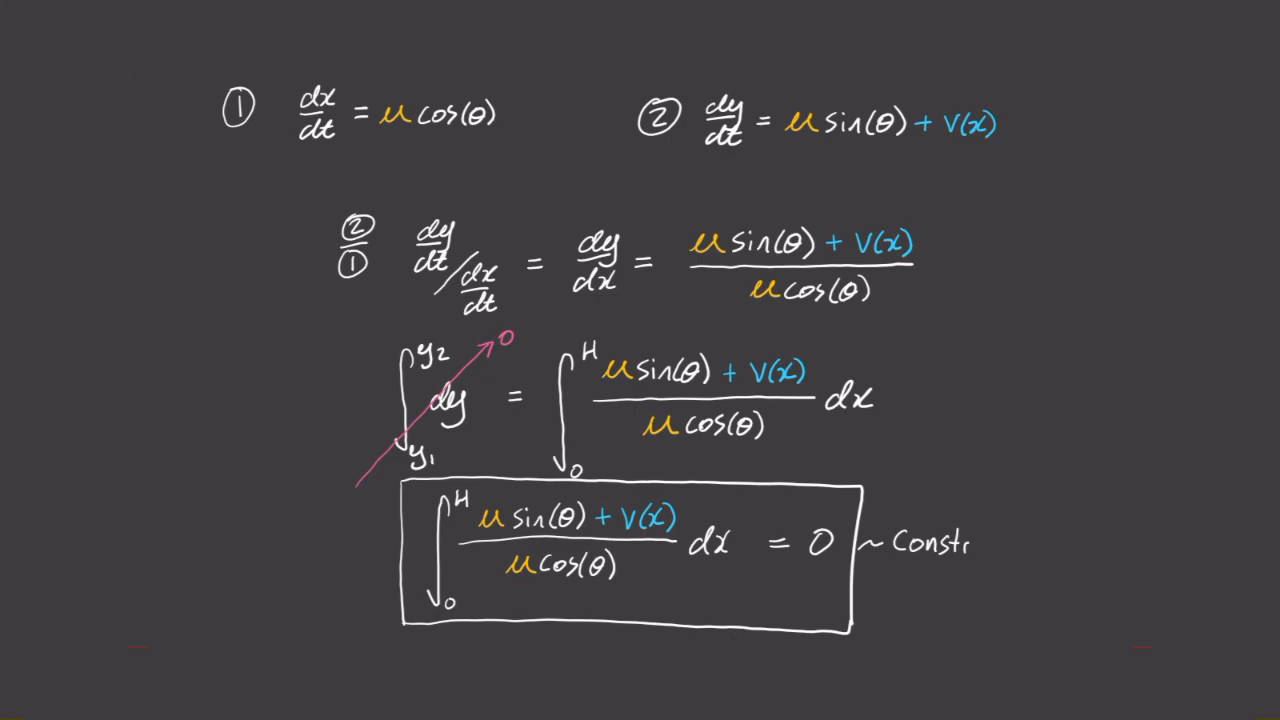 ① dx/dt = u cos(θ) ② dy/dt = u sin(θ) + v(x)
②/① dy/dt / dx/dt = dy/dx = (u sin(θ) + v(x)) / (u cos(θ))
∫_{y1}^{y2} dy → 0 = ∫_0^H (u sin(θ) + v(x)) / (u cos(θ)) dx
∫_0^H (u sin(θ) + v(x)) / (u cos(θ)) dx = 0 ~ Constr